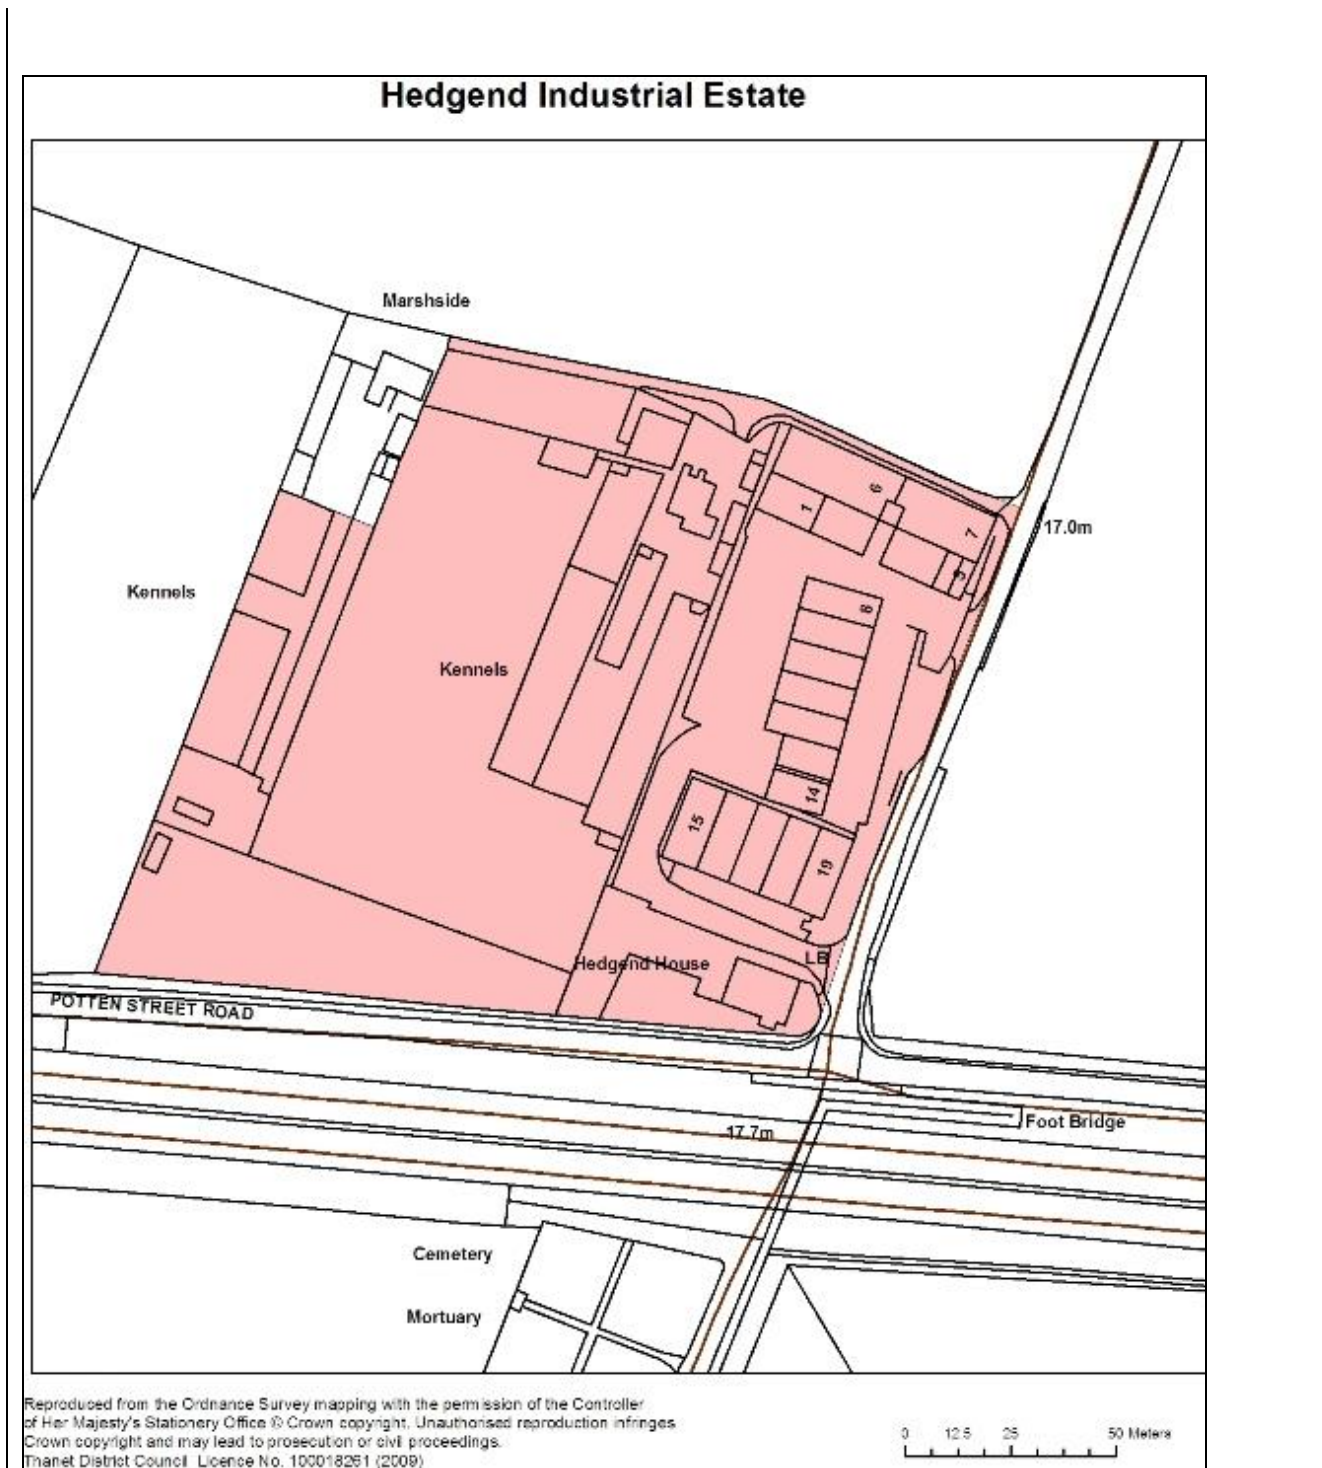 Hedgend Industrial Estate
Marshside
6
1
7
5
17.0m
Kennels
8
Kennels
14
15
19
LB
Hedgend House
POTTEN STREET ROAD
Foot Bridge
17.7m
Cemetery
Mortuary
Reproduced from the Ordnance Survey mapping with the permission of the Controller
of Her Majesty's Stationery Office © Crown copyright. Unauthorised reproduction infringes
Crown copyright and may lead to prosecution or civil proceedings.
Thanet District Council Licence No. 100018261 (2009)
0 12.5 25 50 Meters